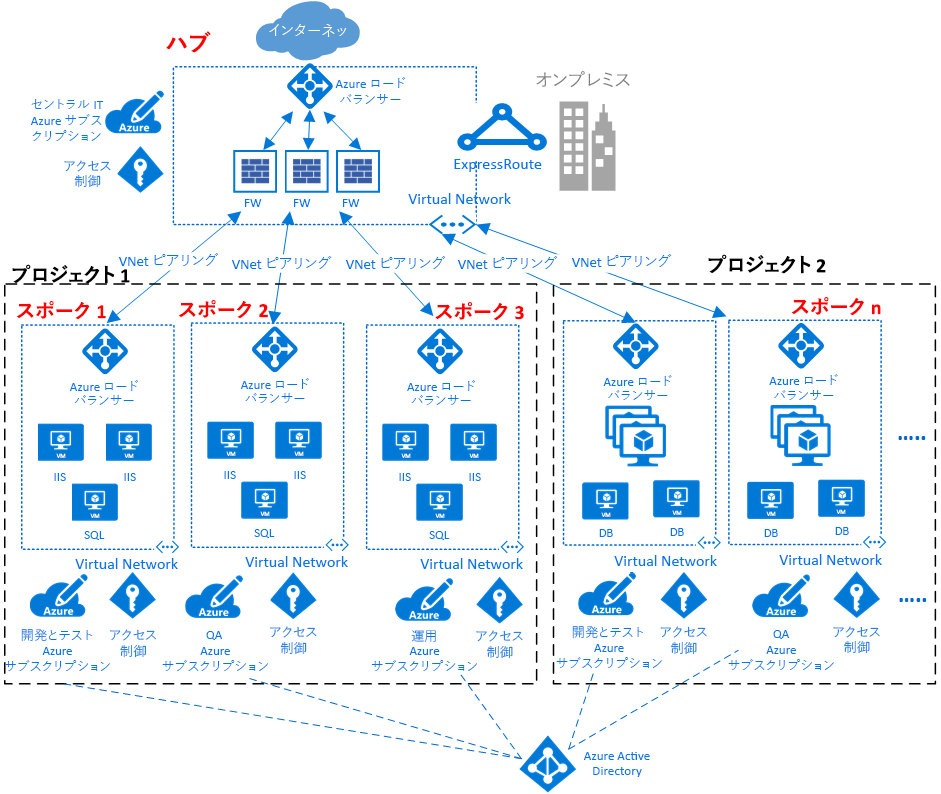 インターネッ
ハブ
Azure ロード
バランサー
オンプレミス
セントラル IT
Azure サブス
クリプション
Azure
アクセス
制御
ExpressRoute
FW
FW
FW
Virtual Network
VNet ピアリング
VNet ピアリング
VNet ピアリング
VNet ピアリング
VNet ピアリング
プロジェクト 1
プロジェクト 2
スポーク 1
スポーク 2
スポーク 3
スポーク n
Azure ロード
バランサー
Azure ロード
バランサー
Azure ロード
バランサー
Azure ロード
バランサー
Azure ロード
バランサー
VM
VM
IIS
IIS
VM
SQL
VM
VM
IIS
IIS
VM
SQL
VM
VM
IIS
IIS
VM
SQL
VM
VM
DB
DB
VM
VM
DB
DB
.....
Virtual Network
Virtual Network
Virtual Network
Virtual Network
Virtual Network
Azure
開発とテスト
Azure
サブスクリプション
アクセス
制御
Azure
QA
Azure
サブスクリプション
アクセス
制御
Azure
運用
Azure
サブスクリプション
アクセス
制御
Azure
開発とテスト
Azure
サブスクリプション
アクセス
制御
Azure
QA
Azure
サブスクリプション
アクセス
制御
.....
Azure Active
Directory